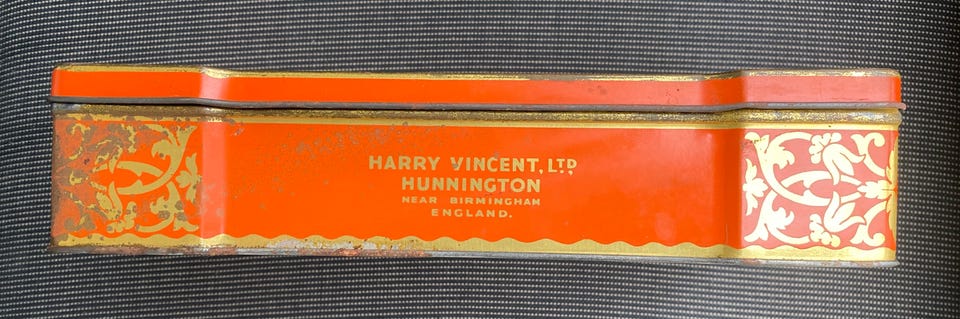 HARRY VINCENT, LTD
HUNNINGTON
NEAR BIRMINGHAM
ENGLAND.